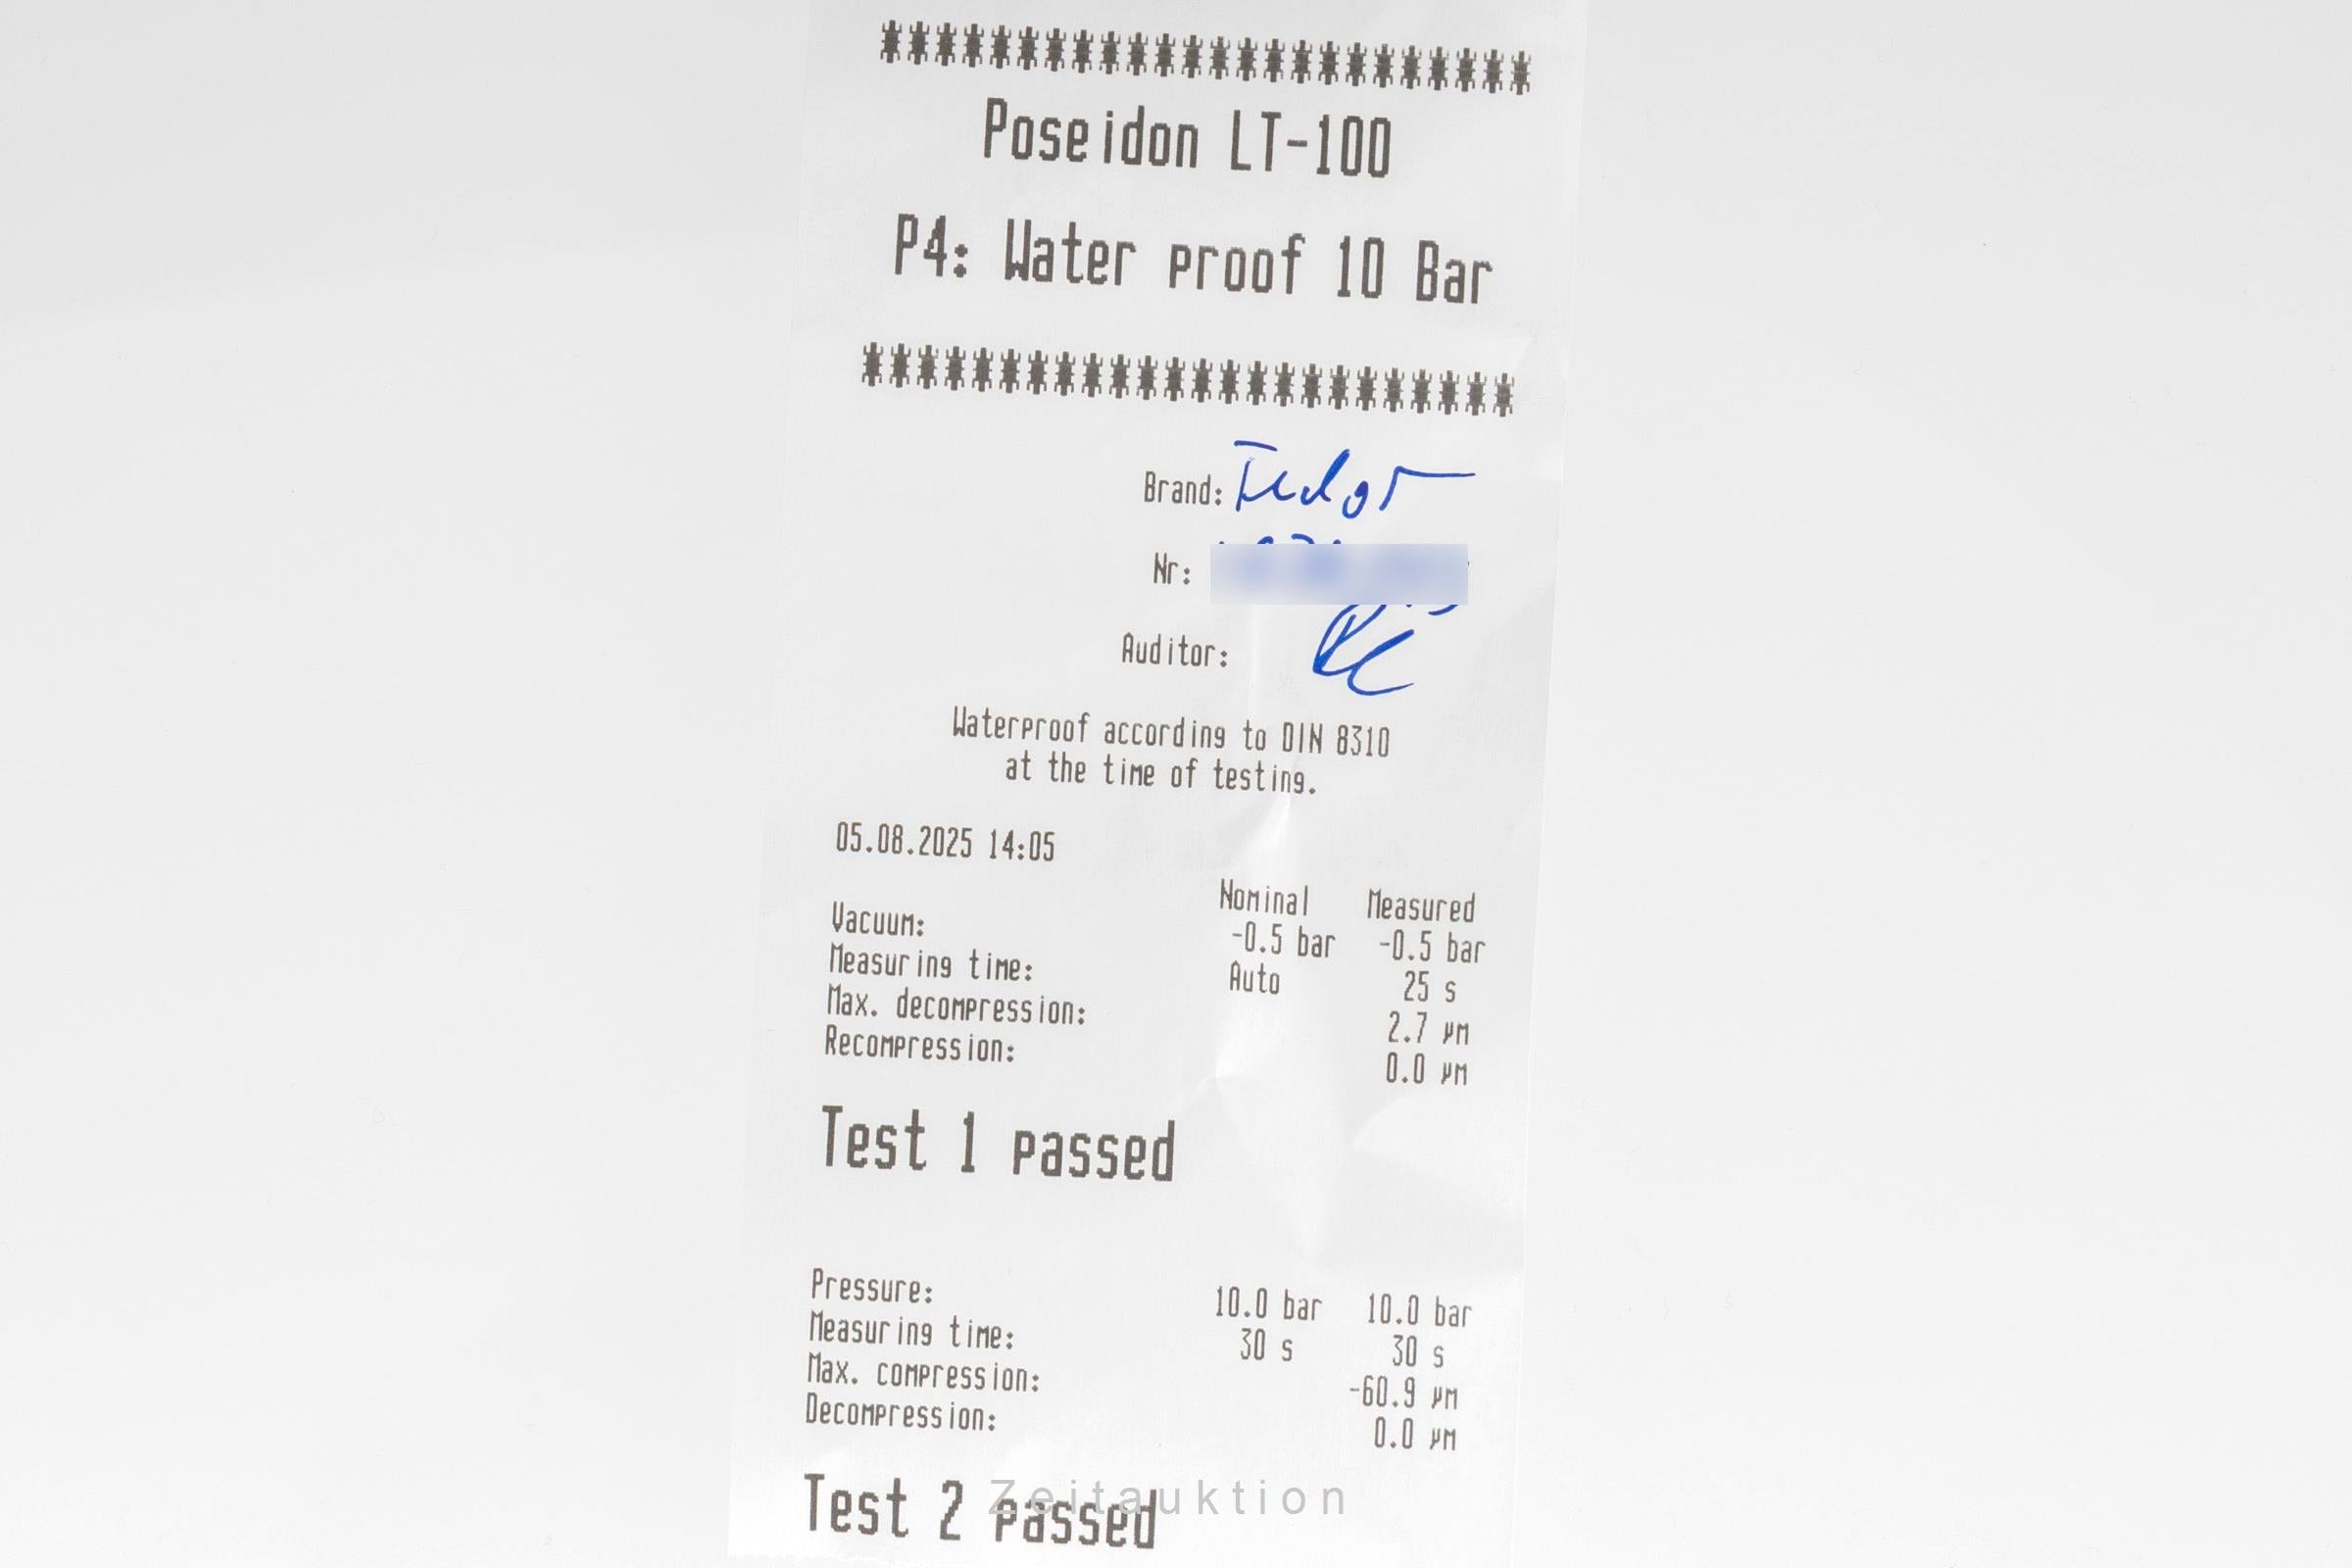 ************************
Poseidon LT-100
P4: Water proof 10 Bar
************************
Brand: Tudor
Nr:
Auditor:
Waterproof according to DIN 8310
at the time of testing.
05.08.2025 14:05
Nominal Measured
Vacuum: -0.5 bar -0.5 bar
Measuring time: Auto 25 s
Max. decompression: 2.7 µm
Recompression: 0.0 µm
Test 1 passed
Pressure: 10.0 bar 10.0 bar
Measuring time: 30 s 30 s
Max. compression: -60.9 µm
Decompression: 0.0 µm
Test 2 passed
Zeitauktion